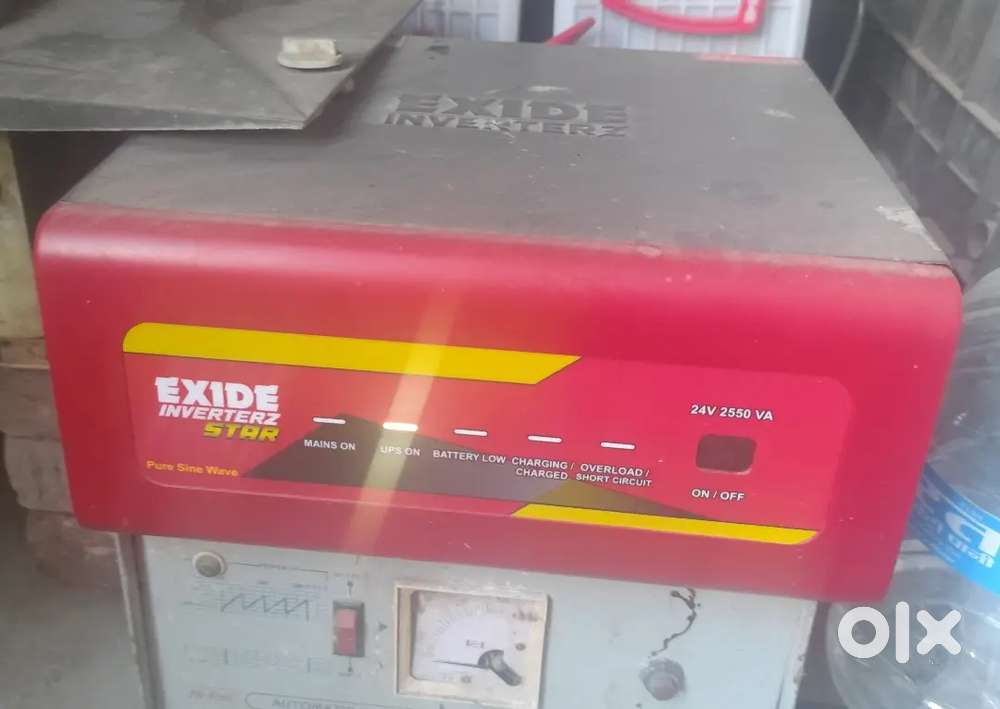 EXIDE
INVERTERZ
EXIDE
INVERTERZ
STAR
Pure Sine Wave
MAINS ON
UPS ON
BATTERY LOW
CHARGING /
CHARGED
OVERLOAD /
SHORT CIRCUIT
24V 2550 VA
ON / OFF
olx